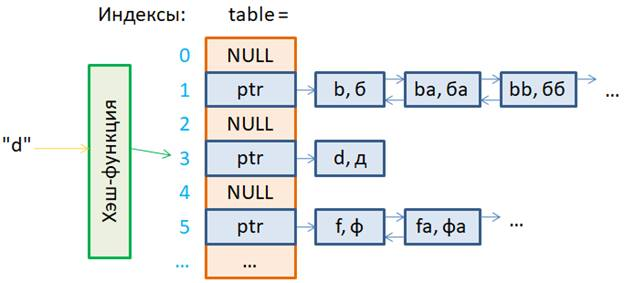 Индексы: table =
0 NULL
1 ptr b, б ba, ба bb, бб ...
2 NULL
"d" Хэш-функция 3 ptr d, д
4 NULL
5 ptr f, ф fa, фа ...
... ...